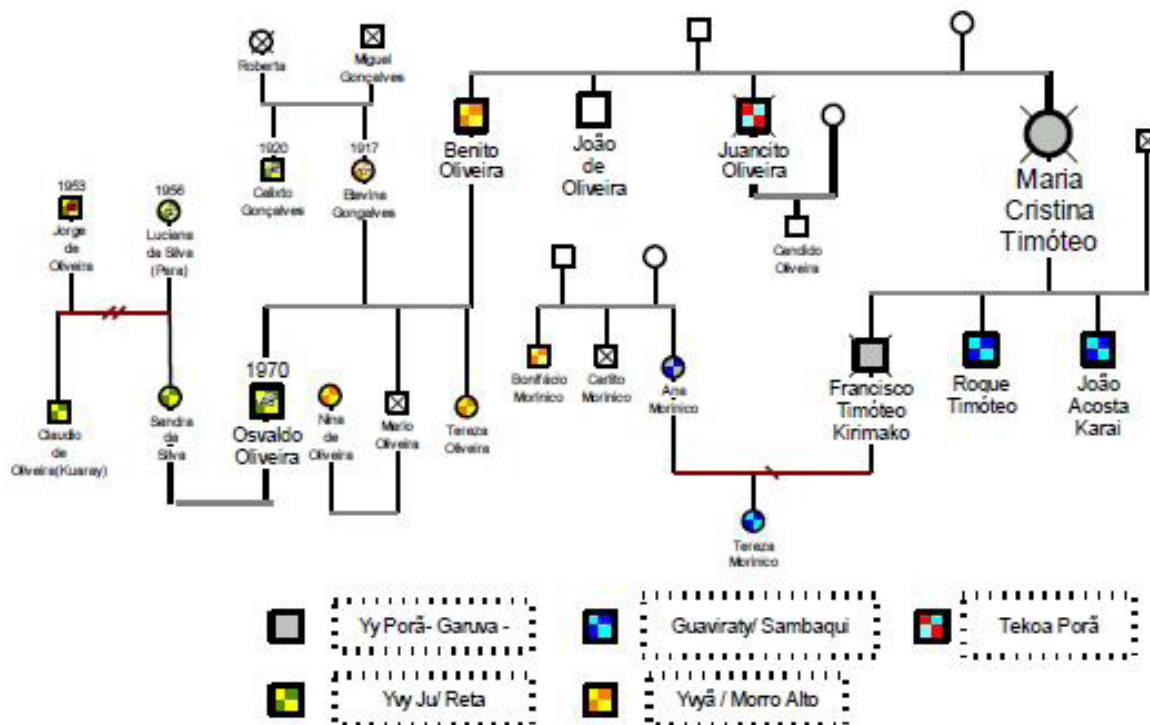 Roberta
Miguel
Gonçalves
1920
Calixto
Gonçalves
1917
Etevina
Gongalves
Benito
Oliveira
João
de
Oliveira
Juancito
Oliveira
Candido
Oliveira
Maria
Cristina
Timóteo
1953
Jorge
de
Oliveira
1956
Luciana
da Silva
(Para)
Claudio
de
Oliveira(Kuaray)
Sandra
da
Silva
1970
Osvaldo
Oliveira
Nina
de
Oliveira
Mario
Oliveira
Tereza
Oliveira
Bonifácio
Morínico
Carlito
Morínico
Ana
Morínico
Francisco
Timóteo
Kirimako
Roque
Timóteo
João
Acosta
Karai
Tereza
Morínico
Yy Porã- Garuva -
Guaviraty/ Sambaqui
Tekoa Porã
Yvy Ju/ Reta
Yvyã / Morro Alto